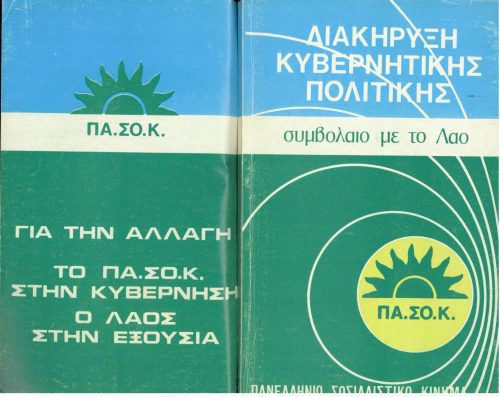 ΠΑ.ΣΟ.Κ.
ΓΙΑ ΤΗΝ ΑΛΛΑΓΗ
ΤΟ ΠΑ.ΣΟ.Κ.
ΣΤΗΝ ΚΥΒΕΡΝΗΣΗ
Ο ΛΑΟΣ
ΣΤΗΝ ΕΞΟΥΣΙΑ
ΔΙΑΚΗΡΥΞΗ
ΚΥΒΕΡΝΗΤΙΚΗΣ
ΠΟΛΙΤΙΚΗΣ
συμβολαιο με το Λαο
ΠΑ.ΣΟ.Κ.
ΠΑΝΕΛΛΗΝΙΟ ΣΟΣΙΑΛΙΣΤΙΚΟ ΚΙΝΗΜΑ